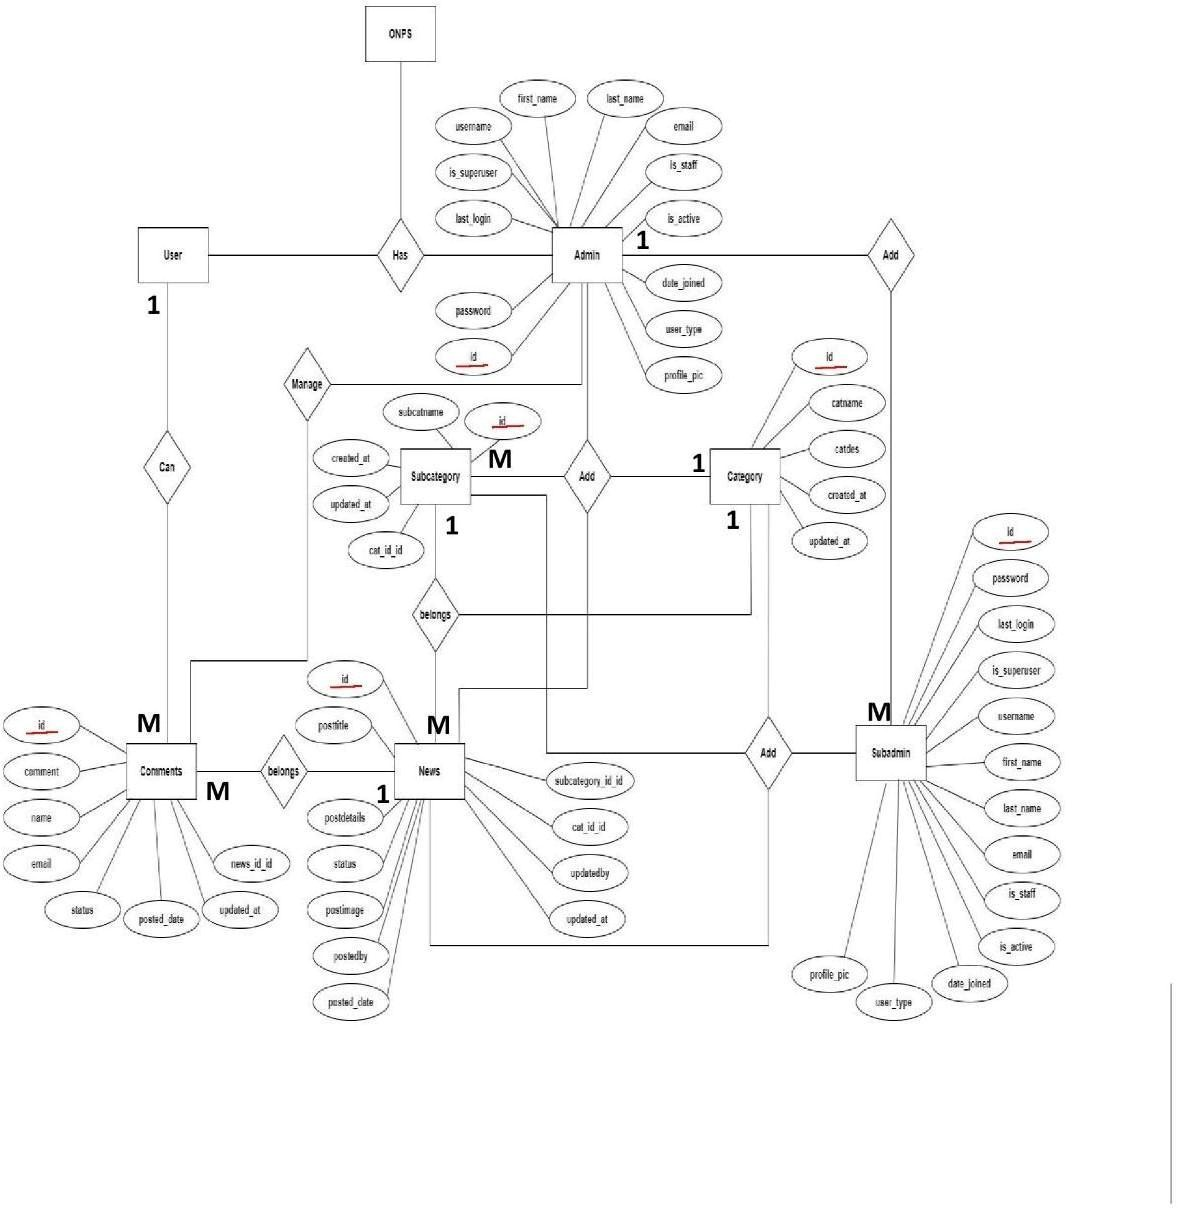 ONPS
first_name
last_name
username
email
is_superuser
is_staff
last_login
is_active
User
Has
Admin
1
Add
date_joined
1
password
user_type
id
id
profile_pic
Manage
catname
subcatname
id
catdes
created_at
M
1
Can
Subcategory
Add
Category
created_at
updated_at
1
1
id
updated_at
cat_id_id
password
belongs
last_login
id
is_superuser
M
M
M
username
id
posttitle
Comments
belongs
News
Add
Subadmin
first_name
comment
subcategory_id_id
M
1
last_name
name
postdetails
cat_id_id
email
news_id_id
status
updatedby
email
status
posted_date
updated_at
postimage
updated_at
is_staff
postedby
is_active
profile_pic
date_joined
posted_date
user_type